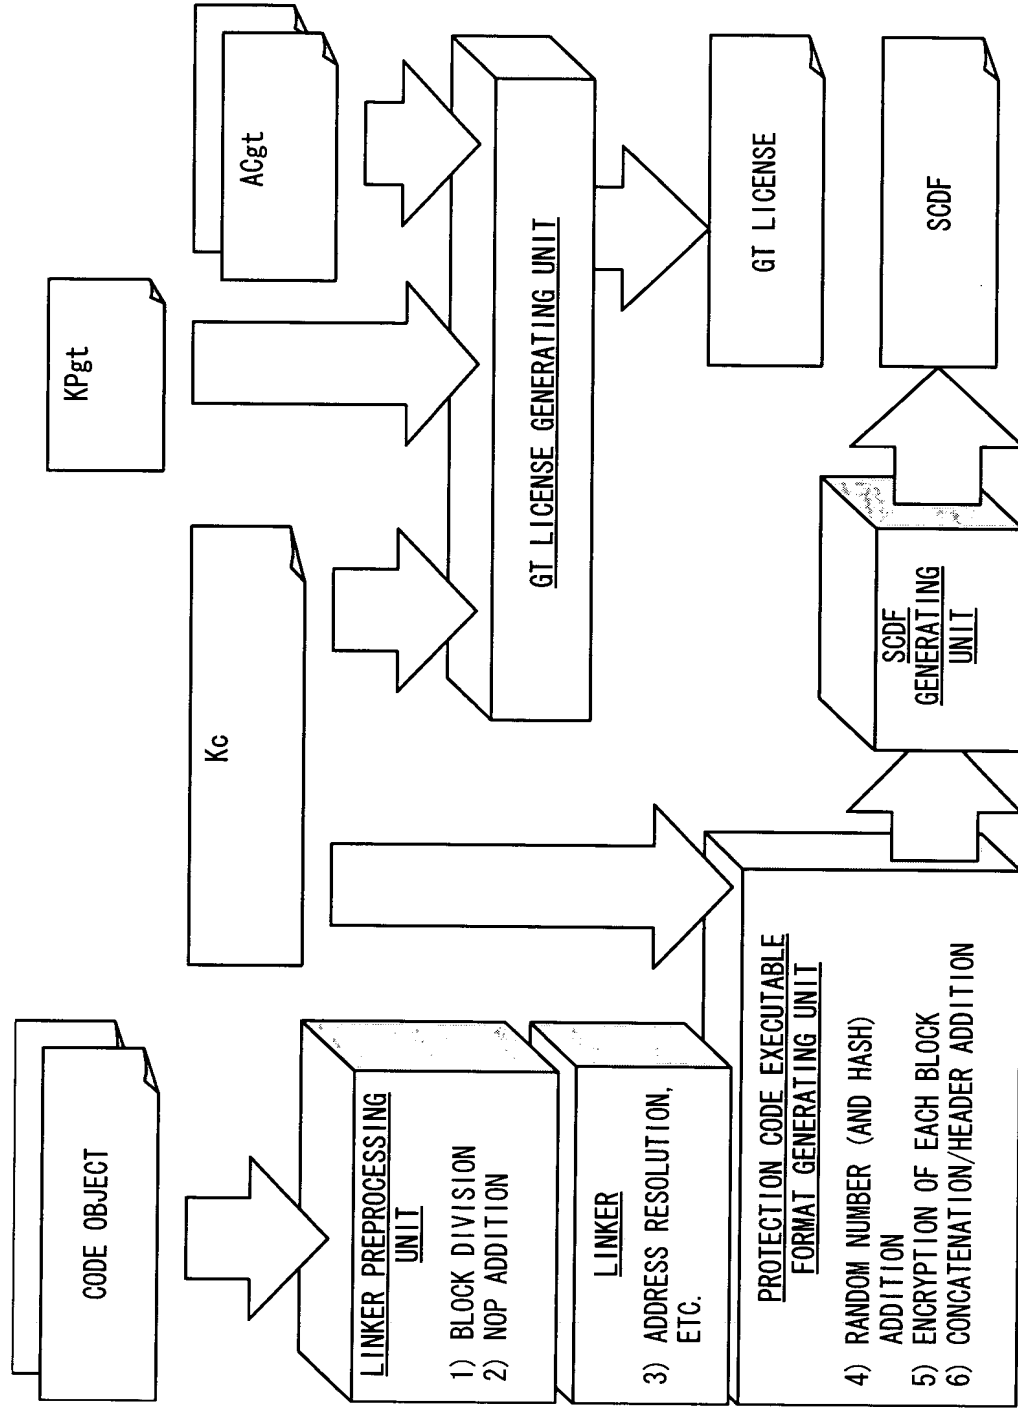 CODE OBJECT
Kc
KPgt
ACgt
LINKER PREPROCESSING
UNIT
1) BLOCK DIVISION
2) NOP ADDITION
LINKER
3) ADDRESS RESOLUTION,
ETC.
PROTECTION CODE EXECUTABLE
FORMAT GENERATING UNIT
4) RANDOM NUMBER (AND HASH)
ADDITION
5) ENCRYPTION OF EACH BLOCK
6) CONCATENATION/HEADER ADDITION
GT LICENSE GENERATING UNIT
GT LICENSE
SCDF
GENERATING
UNIT
SCDF